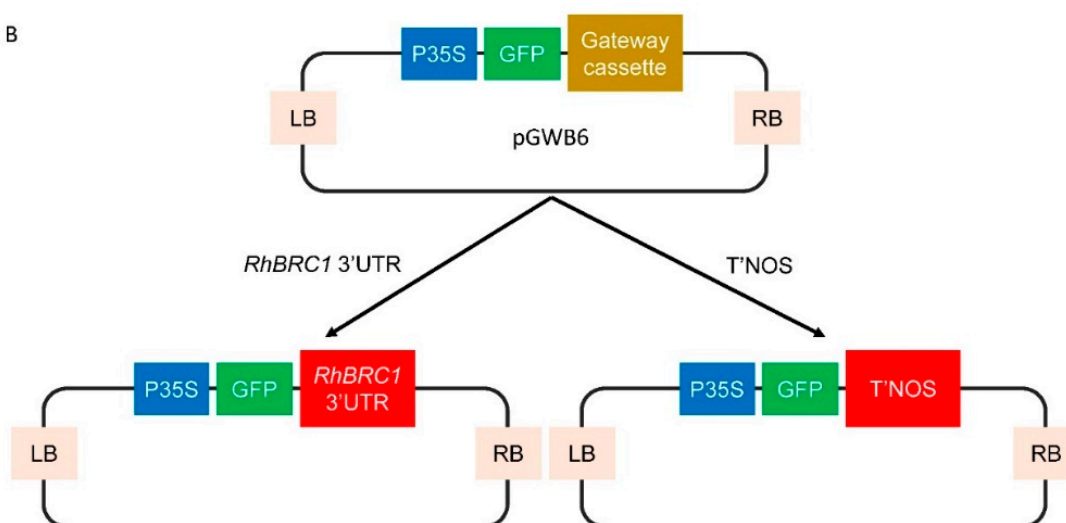 B
P35S
GFP
Gateway
cassette
LB
RB
pGWB6
RhBRC1 3'UTR
T'NOS
P35S
GFP
RhBRC1
3'UTR
LB
RB
P35S
GFP
T'NOS
LB
RB